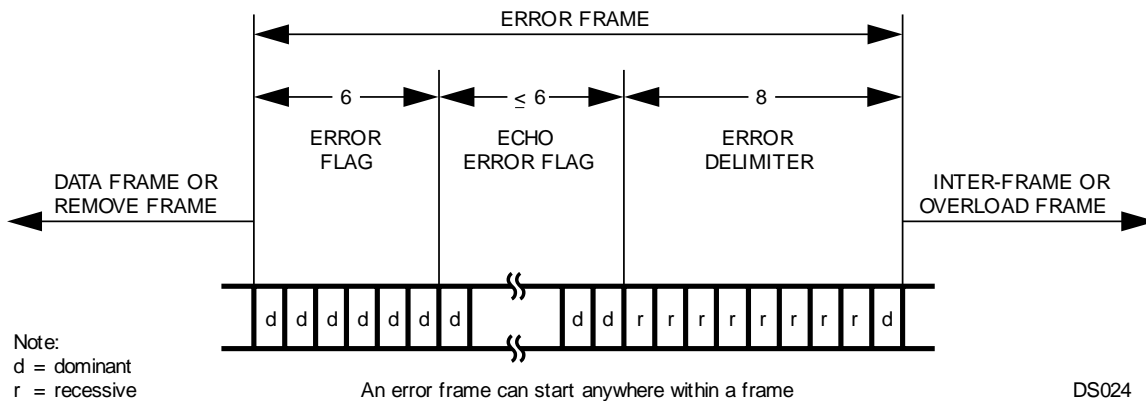 ERROR FRAME
6
≤ 6
8
ERROR
FLAG
ECHO
ERROR FLAG
ERROR
DELIMITER
DATA FRAME OR
REMOVE FRAME
INTER-FRAME OR
OVERLOAD FRAME
d d d d d d d d d r r r r r r r r d
Note:
d = dominant
r = recessive
An error frame can start anywhere within a frame
DS024